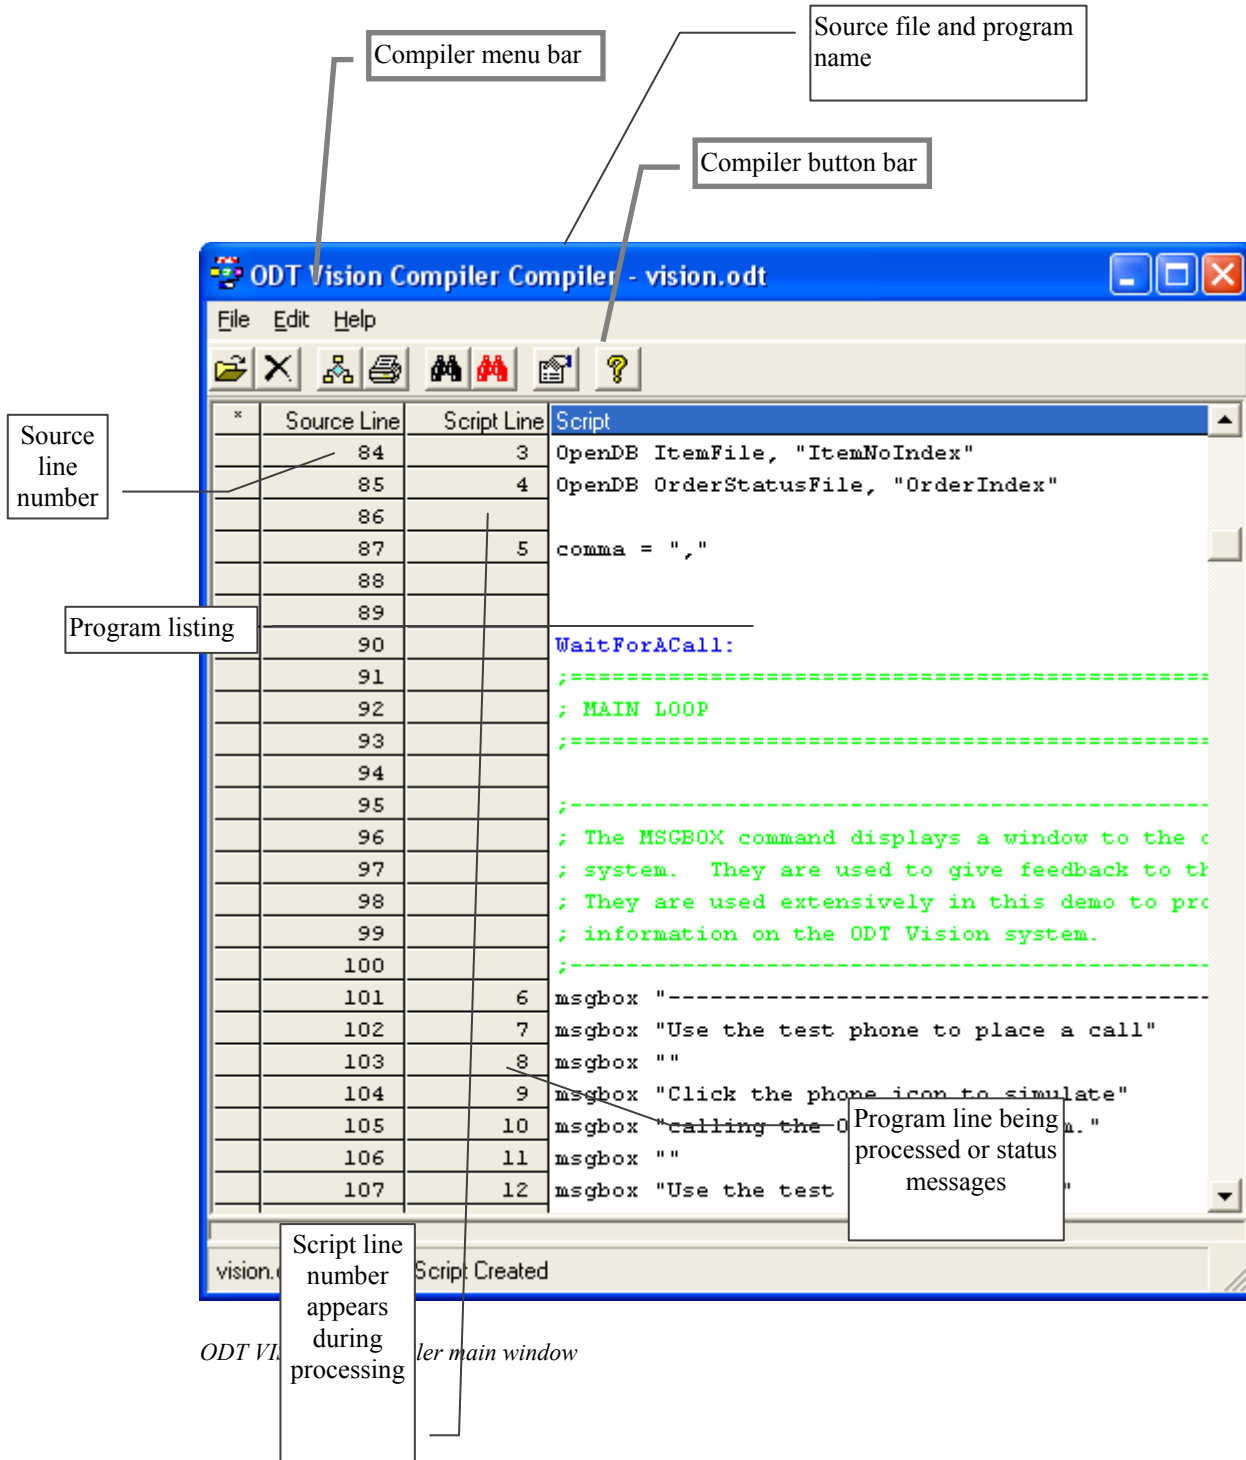 Source file and program
name
Compiler menu bar
Compiler button bar
ODT Vision Compiler Compiler - vision.odt
File Edit Help
* Source Line Script Line Script
Source
line
number
84 3 OpenDB ItemFile, "ItemNoIndex"
85 4 OpenDB OrderStatusFile, "OrderIndex"
86
87 5 comma = ","
88
89
Program listing
90 WaitForACall:
91 ;==============================================
92 ; MAIN LOOP
93 ;==============================================
94
95 ;----------------------------------------------
96 ; The MSGBOX command displays a window to the
97 ; system. They are used to give feedback to
98 ; They are used extensively in this demo to
99 ; information on the ODT Vision system.
100 ;----------------------------------------------
101 6 msgbox "---------------------------------------
102 7 msgbox "Use the test phone to place a call"
103 8 msgbox ""
104 9 msgbox "Click the phone icon to simulate"
105 10 msgbox "calling the
106 11 msgbox ""
107 12 msgbox "Use the test "
Program line being
processed or status
messages
Script Created
Script line
number
appears
during
processing
ODT main window